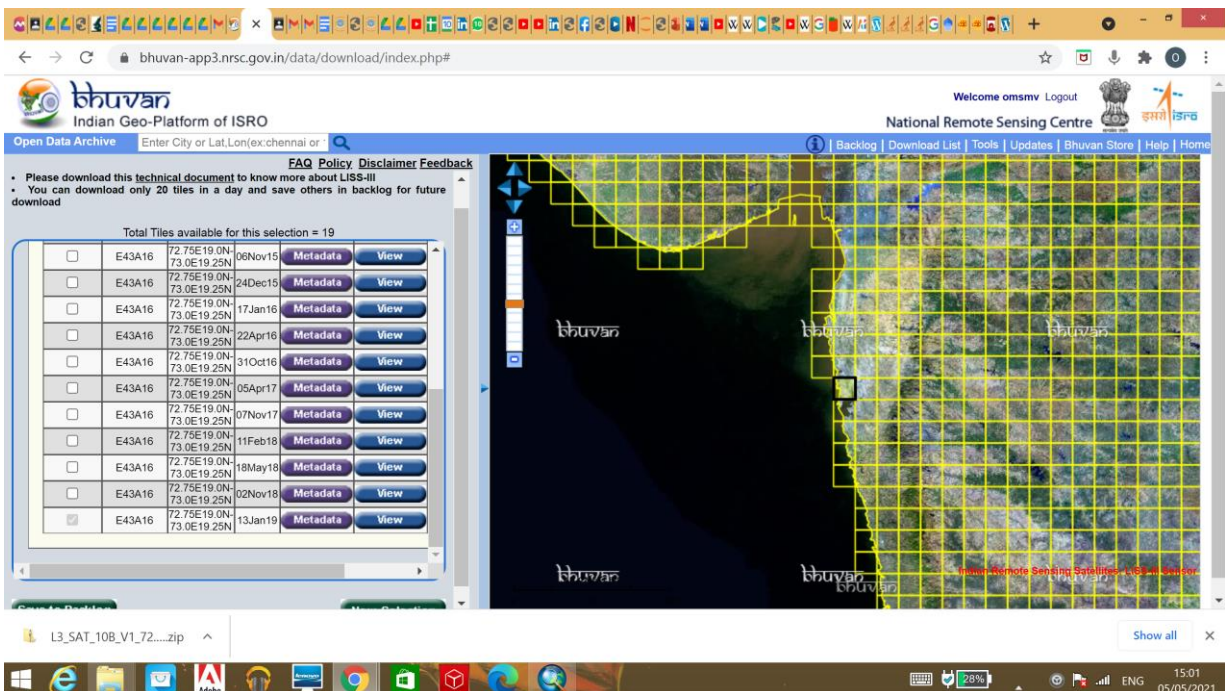 bhuvan-app3.nrsc.gov.in/data/download/index.php#
bhuvan
Indian Geo-Platform of ISRO
Welcome omsmv Logout
National Remote Sensing Centre
इसरो isro
Open Data Archive
Enter City or Lat,Lon(ex:chennai or
| Backlog | Download List | Tools | Updates | Bhuvan Store | Help | Home
FAQ Policy Disclaimer Feedback
• Please download this technical document to know more about LISS-III
• You can download only 20 tiles in a day and save others in backlog for future
download
Total Tiles available for this selection = 19
E43A16 72.75E19.0N-73.0E19.25N 06Nov15 Metadata View
E43A16 72.75E19.0N-73.0E19.25N 24Dec15 Metadata View
E43A16 72.75E19.0N-73.0E19.25N 17Jan16 Metadata View
E43A16 72.75E19.0N-73.0E19.25N 22Apr16 Metadata View
E43A16 72.75E19.0N-73.0E19.25N 31Oct16 Metadata View
E43A16 72.75E19.0N-73.0E19.25N 05Apr17 Metadata View
E43A16 72.75E19.0N-73.0E19.25N 07Nov17 Metadata View
E43A16 72.75E19.0N-73.0E19.25N 11Feb18 Metadata View
E43A16 72.75E19.0N-73.0E19.25N 18May18 Metadata View
E43A16 72.75E19.0N-73.0E19.25N 02Nov18 Metadata View
E43A16 72.75E19.0N-73.0E19.25N 13Jan19 Metadata View
bhuvan bhuvan bhuvan
bhuvan bhuvan bhuvan
bhuvan
Indian Remote Sensing Satellites: LISS-III Sensor
L3_SAT_10B_V1_72.....zip
Show all
28%
ENG
15:01
05/05/2021